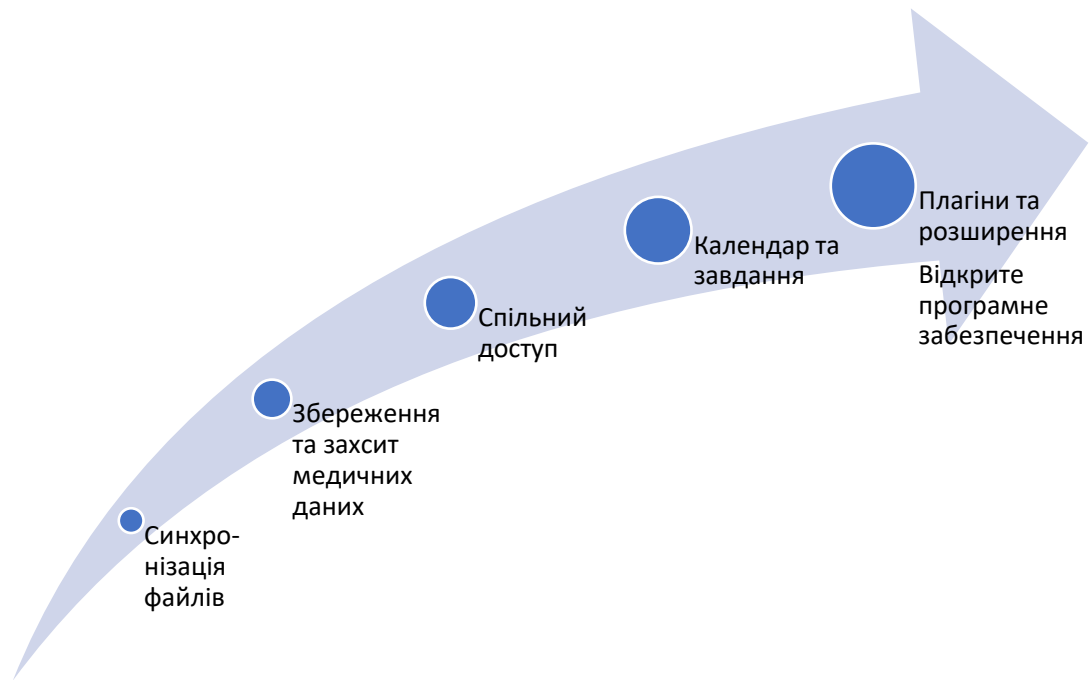 Синхро-
нізація
файлів
Збереження
та захсит
медичних
даних
Спільний
доступ
Календар та
завдання
Плагіни та
розширення
Відкрите
програмне
забезпечення